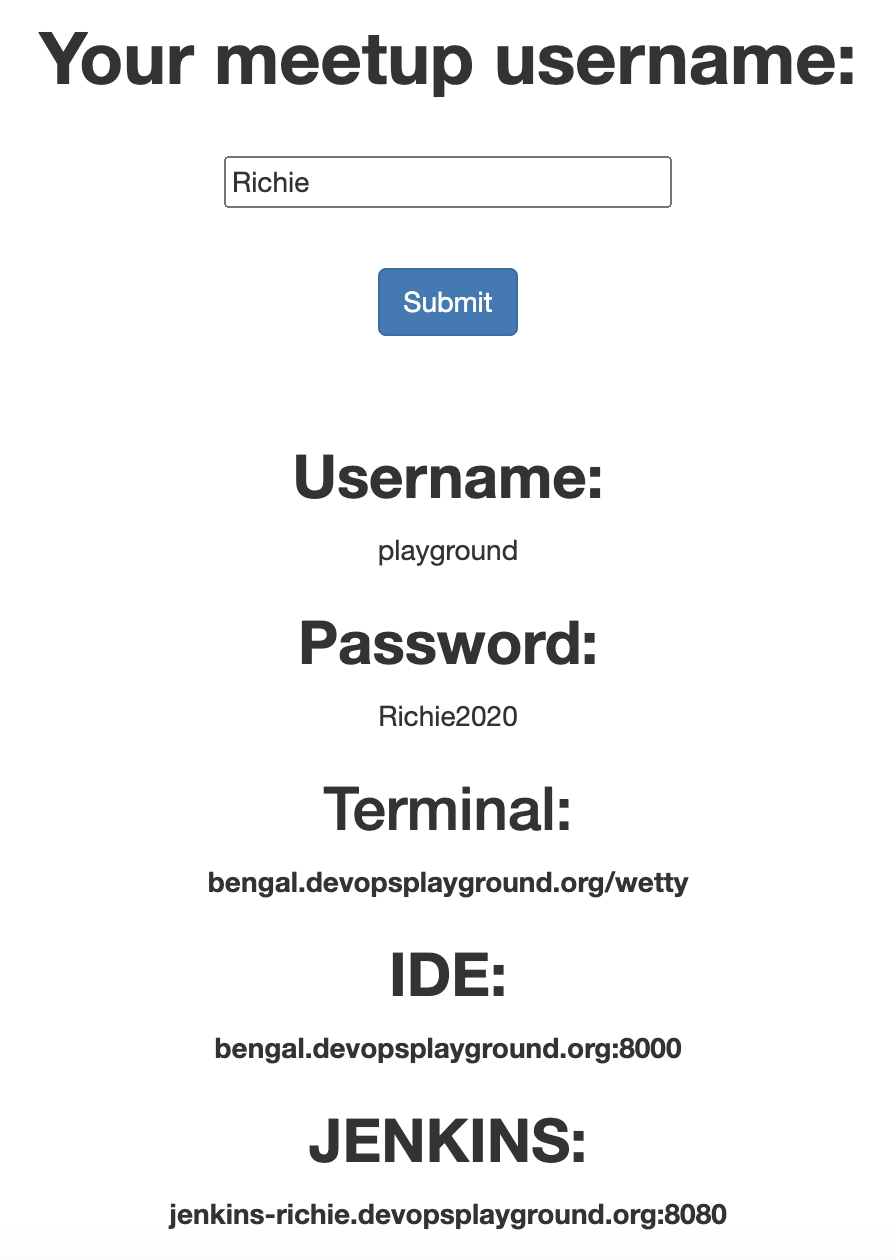 Your meetup username:
Richie
Submit
Username:
playground
Password:
Richie2020
Terminal:
bengal.devopsplayground.org/wetty
IDE:
bengal.devopsplayground.org:8000
JENKINS:
jenkins-richie.devopsplayground.org:8080